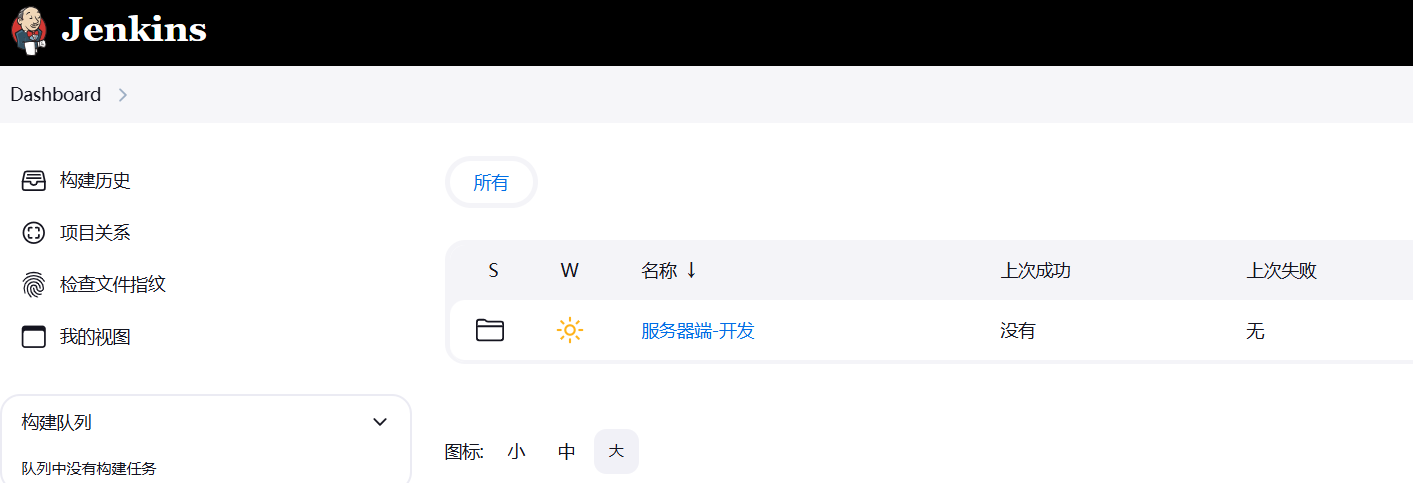 Jenkins
Dashboard
构建历史
项目关系
检查文件指纹
我的视图
构建队列
队列中没有构建任务
所有
S W 名称 ↓ 上次成功 上次失败
服务器端-开发 没有 无
图标: 小 中 大